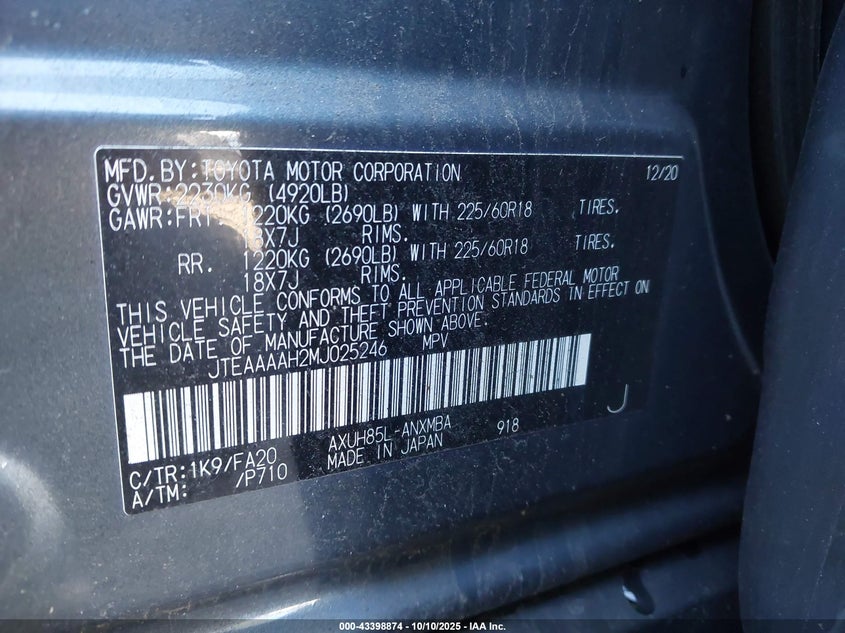 MFD.BY:TOYOTA MOTOR CORPORATION 12/20
GVWR:2230KG (4920LB)
GAWR:FRT. 1220KG (2690LB) WITH 225/60R18 TIRES.
18X7J RIMS.
RR. 1220KG (2690LB) WITH 225/60R18 TIRES.
18X7J RIMS.
THIS VEHICLE CONFORMS TO ALL APPLICABLE FEDERAL MOTOR
VEHICLE SAFETY AND THEFT PREVENTION STANDARDS IN EFFECT ON
THE DATE OF MANUFACTURE SHOWN ABOVE.
JTEAAAAH2MJ025246 MPV
J
AXUH85L-ANXMBA 918
C/TR:1K9/FA20 MADE IN JAPAN
A/TM: /P710
000-43398874 | 10/10/2025 - IAA Inc.